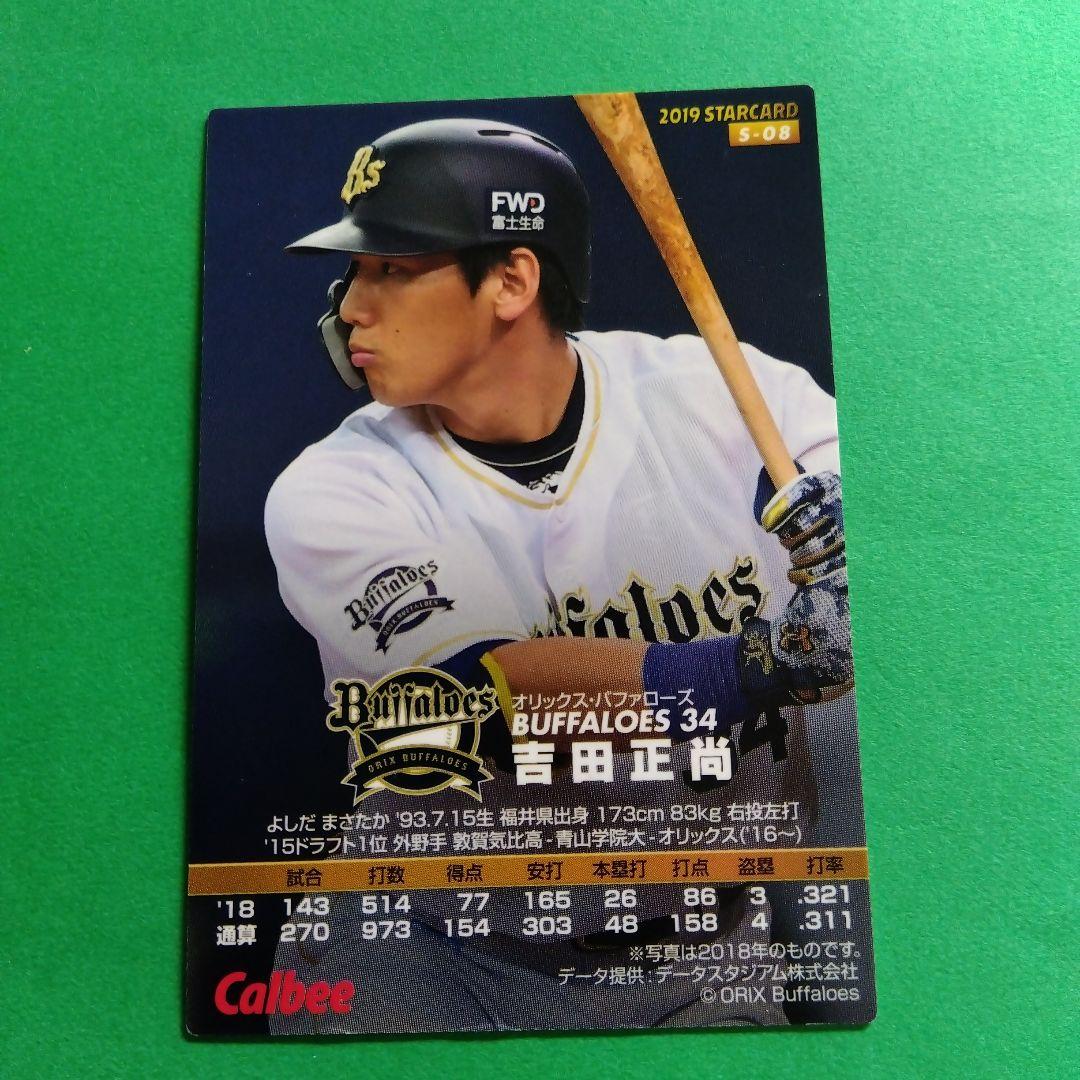 2019 STARCARD
S-08
Bs
FWD
富士生命
Buffaloes
ORIX BUFFALOES
ffaloes
Buffaloes
ORIX BUFFALOES
オリックス・バファローズ
BUFFALOES 34
吉田正尚
よしだ まさたか '93.7.15生 福井県出身 173cm 83kg 右投左打
'15ドラフト1位 外野手 敦賀気比高-青山学院大-オリックス('16〜)
試合 打数 得点 安打 本塁打 打点 盗塁 打率
'18 143 514 77 165 26 86 3 .321
通算 270 973 154 303 48 158 4 .311
※写真は2018年のものです。
データ提供:データスタジアム株式会社
© ORIX Buffaloes
Calbee